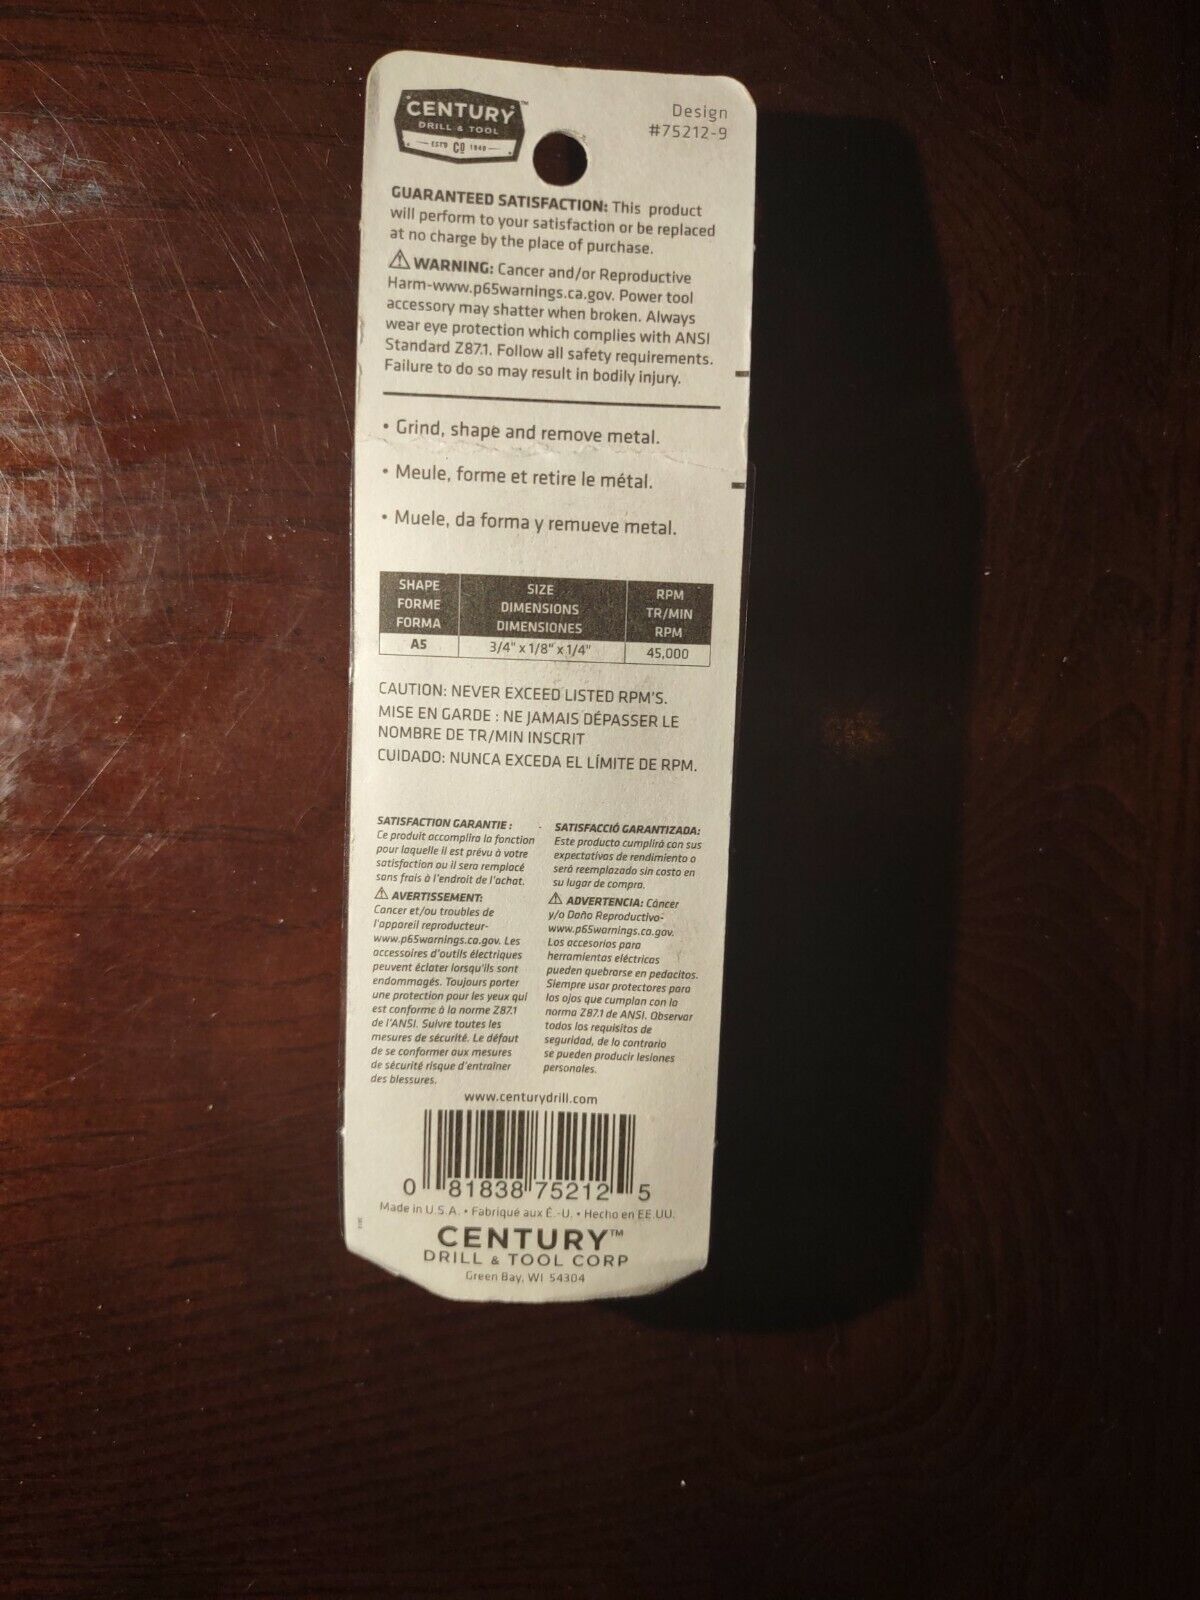 CENTURY™
DRILL & TOOL
ESTD CO 1940
Design
#75212-9
GUARANTEED SATISFACTION: This product
will perform to your satisfaction or be replaced
at no charge by the place of purchase.
⚠ WARNING: Cancer and/or Reproductive
Harm-www.p65warnings.ca.gov. Power tool
accessory may shatter when broken. Always
wear eye protection which complies with ANSI
Standard Z87.1. Follow all safety requirements.
Failure to do so may result in bodily injury.
• Grind, shape and remove metal.
• Meule, forme et retire le métal.
• Muele, da forma y remueve metal.
SHAPE SIZE RPM
FORME DIMENSIONS TR/MIN
FORMA DIMENSIONES RPM
A5 3/4" x 1/8" x 1/4" 45,000
CAUTION: NEVER EXCEED LISTED RPM'S.
MISE EN GARDE : NE JAMAIS DÉPASSER LE
NOMBRE DE TR/MIN INSCRIT
CUIDADO: NUNCA EXCEDA EL LÍMITE DE RPM.
SATISFACTION GARANTIE :
Ce produit accomplira la fonction
pour laquelle il est prévu à votre
satisfaction ou il sera remplacé
sans frais à l'endroit de l'achat.
⚠ AVERTISSEMENT:
Cancer et/ou troubles de
l'appareil reproducteur-
www.p65warnings.ca.gov. Les
accessoires d'outils électriques
peuvent éclater lorsqu'ils sont
endommagés. Toujours porter
une protection pour les yeux qui
est conforme à la norme Z87.1
de l'ANSI. Suivre toutes les
mesures de sécurité. Le défaut
de se conformer aux mesures
de sécurité risque d'entraîner
des blessures.
SATISFACCIÓ GARANTIZADA:
Este producto cumplirá con sus
expectativas de rendimiento o
será reemplazado sin costo en
su lugar de compra.
⚠ ADVERTENCIA: Cáncer
y/o Daño Reproductivo-
www.p65warnings.ca.gov.
Los accesorios para
herramientas eléctricas
pueden quebrarse en pedacitos.
Siempre usar protectores para
los ojos que cumplan con la
norma Z87.1 de ANSI. Observar
todos los requisitos de
seguridad, de lo contrario
se pueden producir lesiones
personales.
www.centurydrill.com
0 81838 75212 5
Made in U.S.A. • Fabriqué aux É.-U. • Hecho en EE.UU.
CENTURY™
DRILL & TOOL CORP
Green Bay, WI 54304